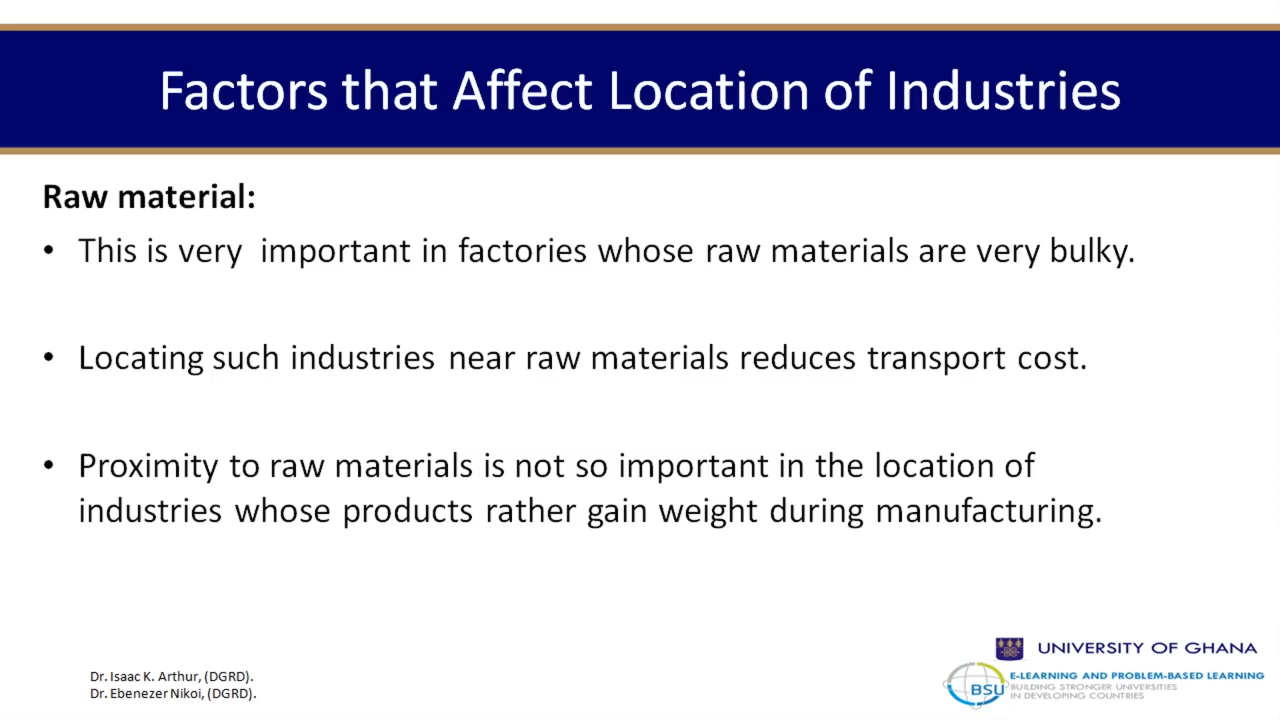 Factors that Affect Location of Industries
Raw material:
• This is very important in factories whose raw materials are very bulky.
• Locating such industries near raw materials reduces transport cost.
• Proximity to raw materials is not so important in the location of
industries whose products rather gain weight during manufacturing.
Dr. Isaac K. Arthur, (DGRD).
Dr. Ebenezer Nikoi, (DGRD).
UNIVERSITY OF GHANA
BSU
E-LEARNING AND PROBLEM-BASED LEARNING
BUILDING STRONGER UNIVERSITIES
IN DEVELOPING COUNTRIES